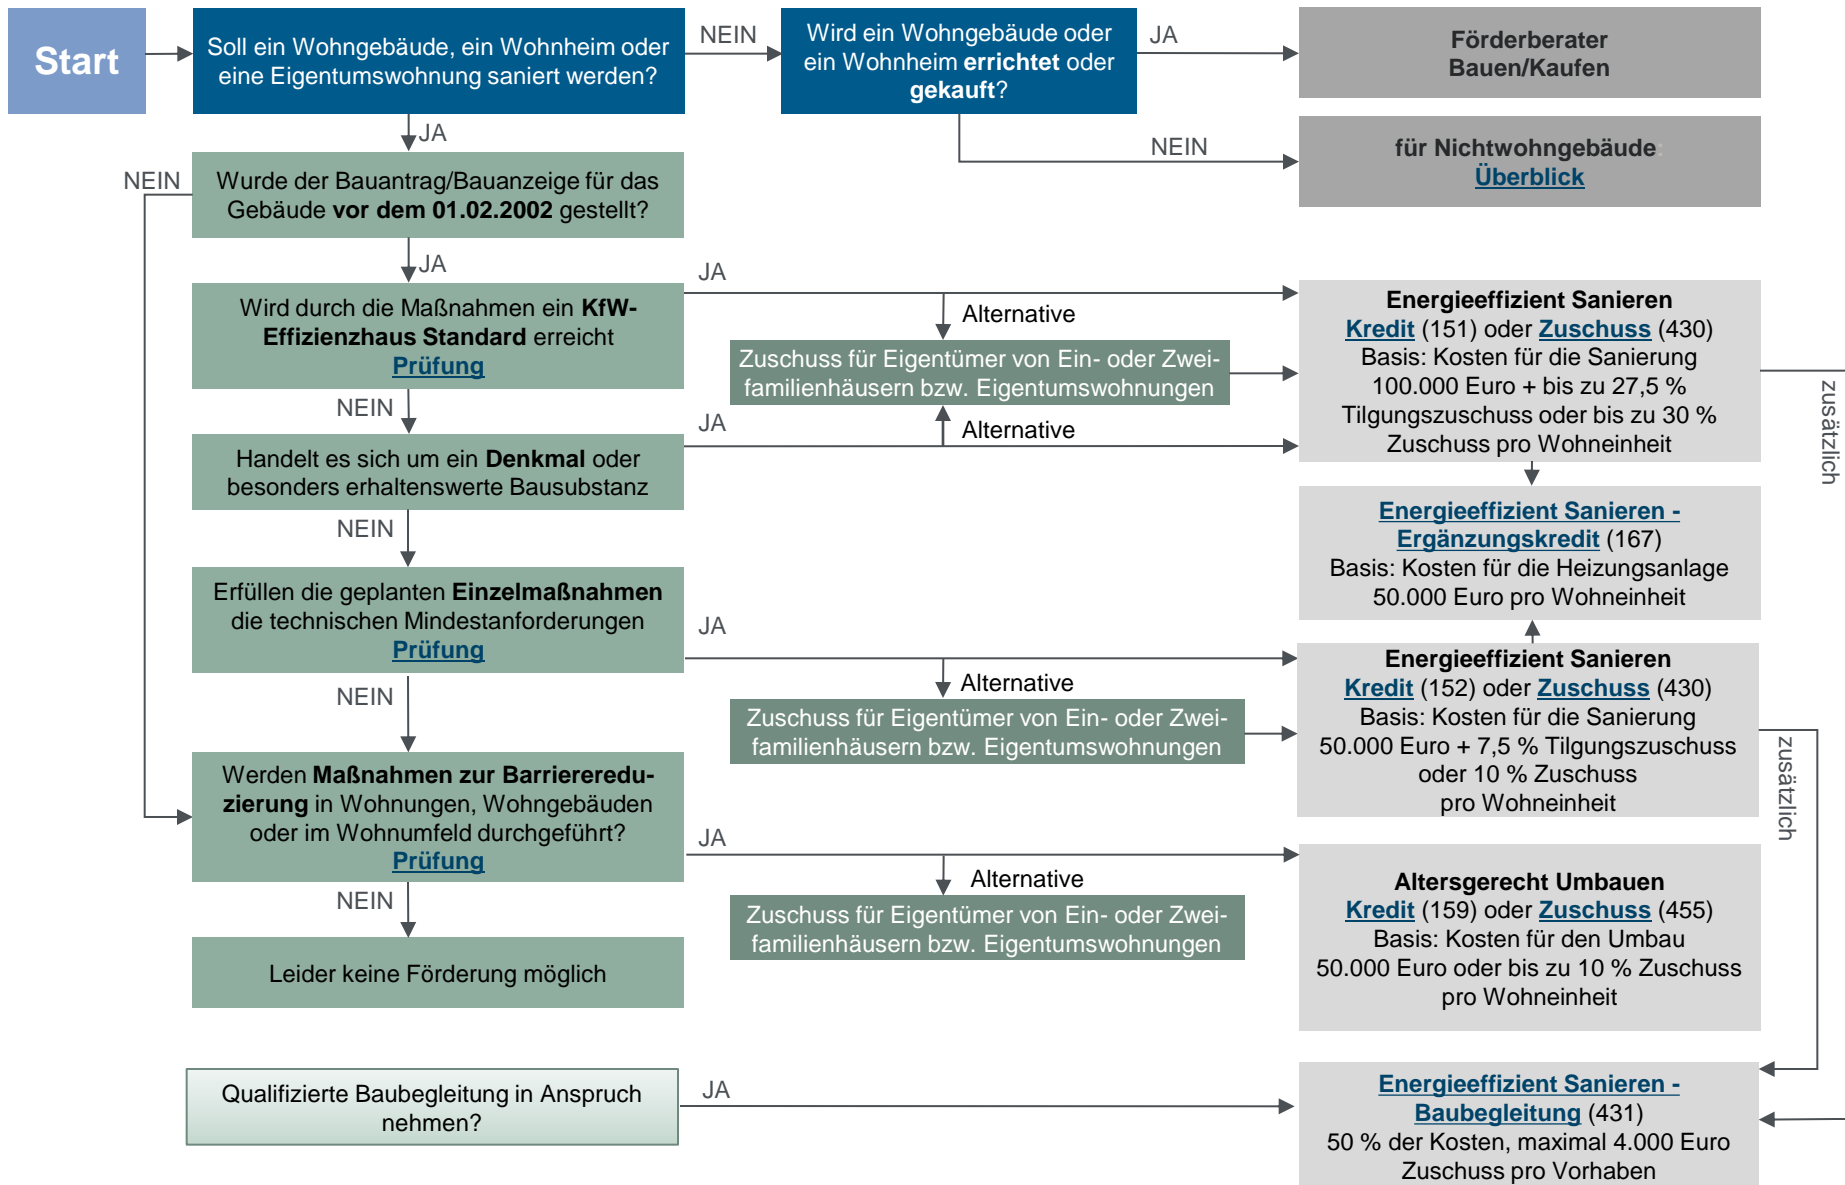 Start
Soll ein Wohngebäude, ein Wohnheim oder
eine Eigentumswohnung saniert werden?
NEIN
Wird ein Wohngebäude oder
ein Wohnheim errichtet oder
gekauft?
JA
Förderberater
Bauen/Kaufen
JA
NEIN
für Nichtwohngebäude:
Überblick
NEIN
Wurde der Bauantrag/Bauanzeige für das
Gebäude vor dem 01.02.2002 gestellt?
JA
Wird durch die Maßnahmen ein KfW-
Effizienzhaus Standard erreicht
Prüfung
JA
Alternative
Zuschuss für Eigentümer von Ein- oder Zwei-
familienhäusern bzw. Eigentumswohnungen
Energieeffizient Sanieren
Kredit (151) oder Zuschuss (430)
Basis: Kosten für die Sanierung
100.000 Euro + bis zu 27,5 %
Tilgungszuschuss oder bis zu 30 %
Zuschuss pro Wohneinheit
zusätzlich
NEIN
JA
Alternative
Handelt es sich um ein Denkmal oder
besonders erhaltenswerte Bausubstanz
Energieeffizient Sanieren -
Ergänzungskredit (167)
Basis: Kosten für die Heizungsanlage
50.000 Euro pro Wohneinheit
NEIN
Erfüllen die geplanten Einzelmaßnahmen
die technischen Mindestanforderungen
Prüfung
JA
Alternative
Zuschuss für Eigentümer von Ein- oder Zwei-
familienhäusern bzw. Eigentumswohnungen
Energieeffizient Sanieren
Kredit (152) oder Zuschuss (430)
Basis: Kosten für die Sanierung
50.000 Euro + 7,5 % Tilgungszuschuss
oder 10 % Zuschuss
pro Wohneinheit
zusätzlich
NEIN
Werden Maßnahmen zur Barrieeredu-
zierung in Wohnungen, Wohngebäuden
oder im Wohnumfeld durchgeführt?
Prüfung
JA
Alternative
Zuschuss für Eigentümer von Ein- oder Zwei-
familienhäusern bzw. Eigentumswohnungen
Altersgerecht Umbauen
Kredit (159) oder Zuschuss (455)
Basis: Kosten für den Umbau
50.000 Euro oder bis zu 10 % Zuschuss
pro Wohneinheit
NEIN
Leider keine Förderung möglich
Qualifizierte Baubegleitung in Anspruch
nehmen?
JA
Energieeffizient Sanieren -
Baubegleitung (431)
50 % der Kosten, maximal 4.000 Euro
Zuschuss pro Vorhaben